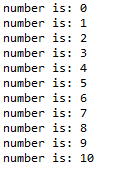 number is: 0
number is: 1
number is: 2
number is: 3
number is: 4
number is: 5
number is: 6
number is: 7
number is: 8
number is: 9
number is: 10